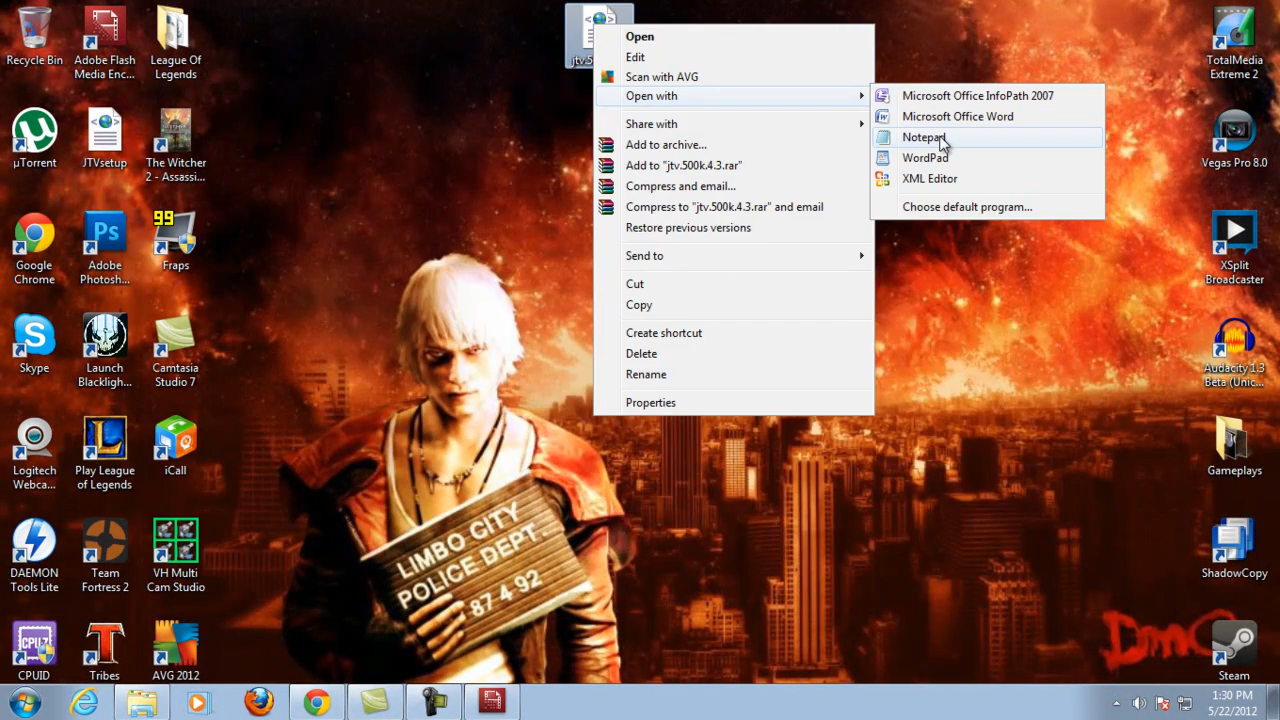 Recycle Bin
Adobe Flash
Media Enc...
League Of
Legends
µTorrent
JTVsetup
The Witcher
2 - Assassi...
Google
Chrome
Adobe
Photosh...
99
Fraps
Skype
Launch
Blackligh...
Camtasia
Studio 7
Logitech
Webca...
Play League
of Legends
iCall
DAEMON
Tools Lite
Team
Fortress 2
VH Multi
Cam Studio
CPUID
Tribes
AVG 2012
jtv.5
Open
Edit
Scan with AVG
Open with
Share with
Add to archive...
Add to "jtv.500k.4.3.rar"
Compress and email...
Compress to "jtv.500k.4.3.rar" and email
Restore previous versions
Send to
Cut
Copy
Create shortcut
Delete
Rename
Properties
Microsoft Office InfoPath 2007
Microsoft Office Word
Notepad
WordPad
XML Editor
Choose default program...
LIMBO CITY
POLICE DEPT
87 4 92
DmC
TotalMedia
Extreme 2
Vegas Pro 8.0
XSplit
Broadcaster
Audacity 1.3
Beta (Unic...
Gameplays
ShadowCopy
Steam
1:30 PM
5/22/2012